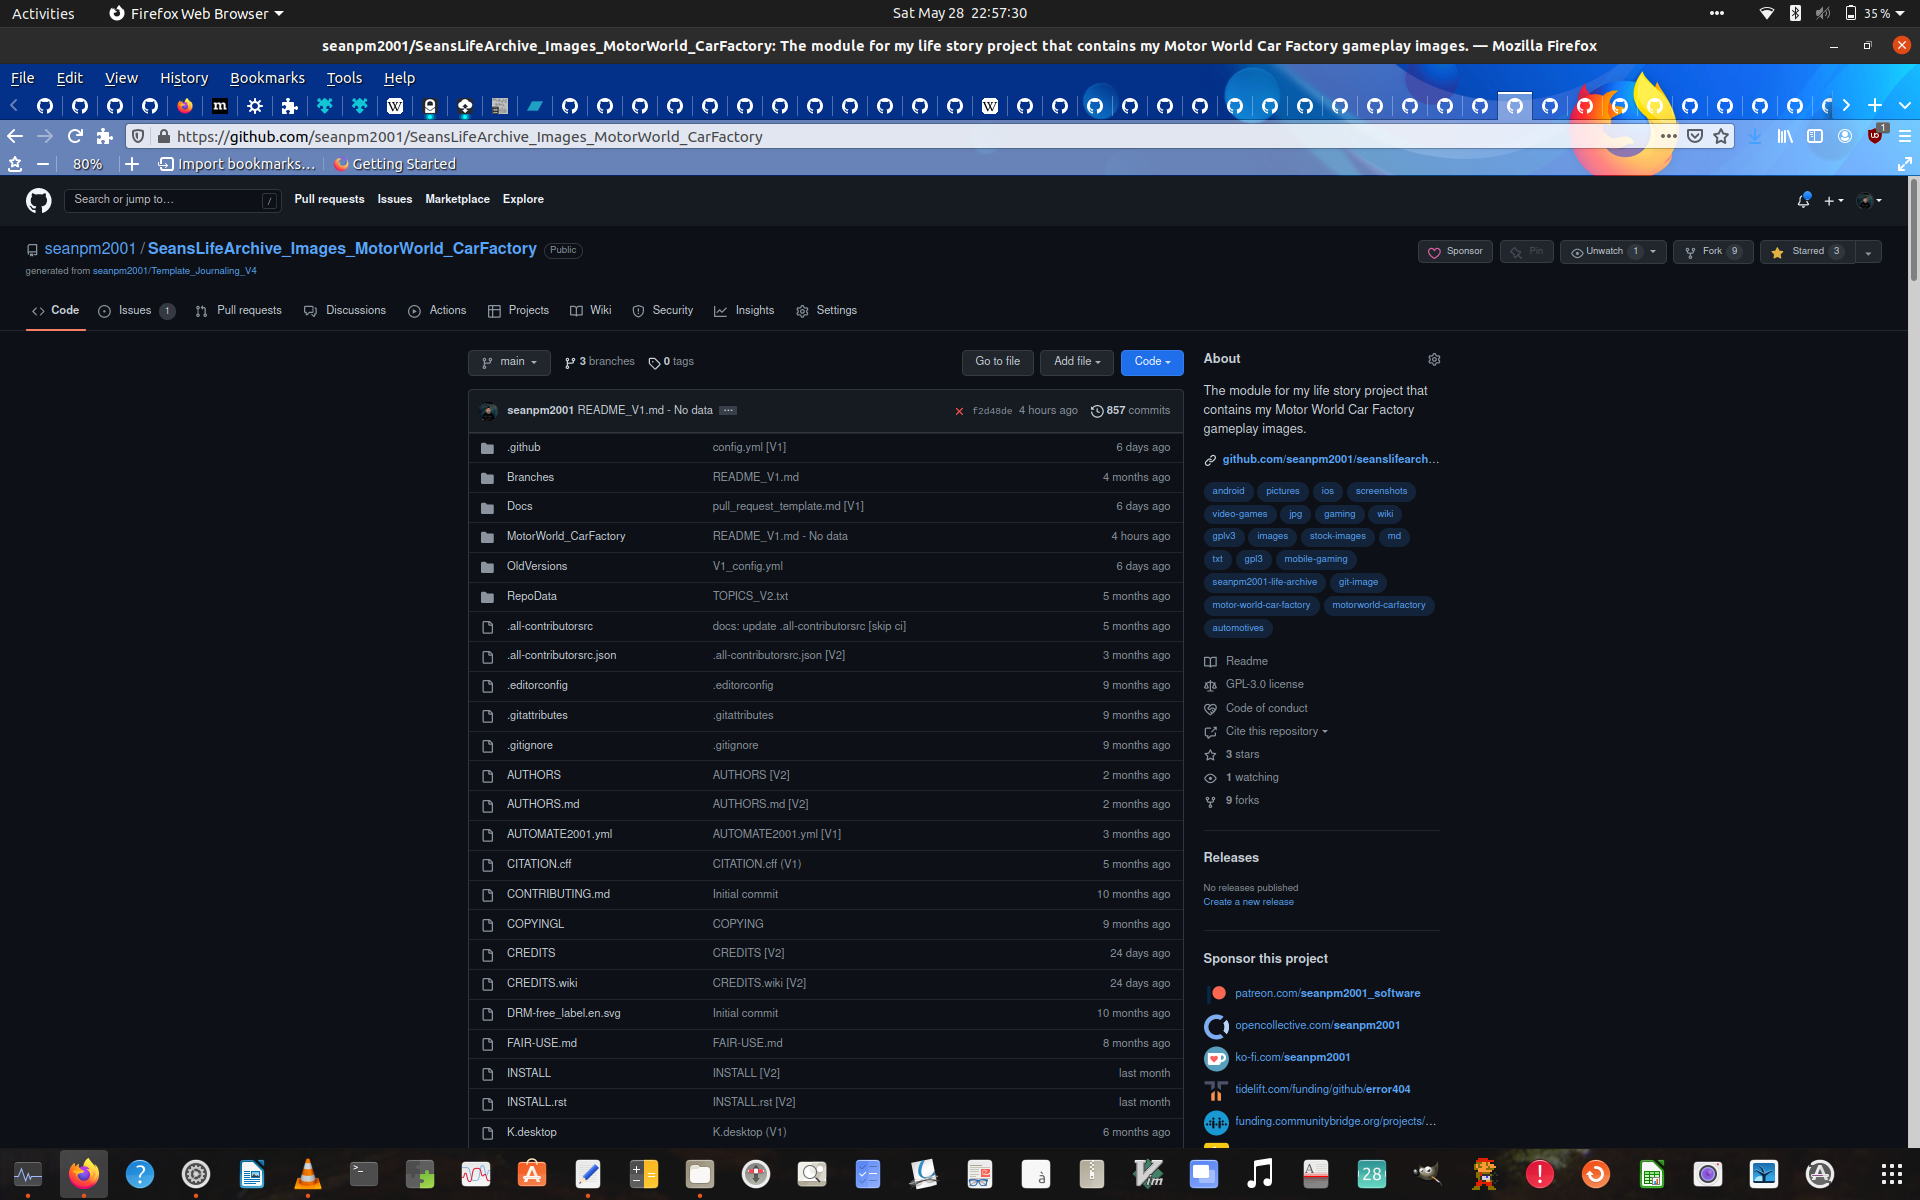 Activities Firefox Web Browser Sat May 28 22:57:30 35 %
seanpm2001/SeansLifeArchive_Images_MotorWorld_CarFactory: The module for my life story project that contains my Motor World Car Factory gameplay images. — Mozilla Firefox
File Edit View History Bookmarks Tools Help
https://github.com/seanpm2001/SeansLifeArchive_Images_MotorWorld_CarFactory
80% Import bookmarks... Getting Started
Search or jump to... / Pull requests Issues Marketplace Explore
seanpm2001 / SeansLifeArchive_Images_MotorWorld_CarFactory Public
Sponsor Pin Unwatch 1 Fork 9 Starred 3
generated from seanpm2001/Template_Journaling_V4
Code Issues 1 Pull requests Discussions Actions Projects Wiki Security Insights Settings
main 3 branches 0 tags Go to file Add file Code
seanpm2001 README_V1.md - No data f2d48de 4 hours ago 857 commits
.github config.yml [V1] 6 days ago
Branches README_V1.md 4 months ago
Docs pull_request_template.md [V1] 6 days ago
MotorWorld_CarFactory README_V1.md - No data 4 hours ago
OldVersions V1_config.yml 6 days ago
RepoData TOPICS_V2.txt 5 months ago
.all-contributorsrc docs: update .all-contributorsrc [skip ci] 5 months ago
.all-contributorsrc.json .all-contributorsrc.json [V2] 3 months ago
.editorconfig .editorconfig 9 months ago
.gitattributes .gitattributes 9 months ago
.gitignore .gitignore 9 months ago
AUTHORS AUTHORS [V2] 2 months ago
AUTHORS.md AUTHORS.md [V2] 2 months ago
AUTOMATE2001.yml AUTOMATE2001.yml [V1] 3 months ago
CITATION.cff CITATION.cff (V1) 5 months ago
CONTRIBUTING.md Initial commit 10 months ago
COPYINGL COPYING 9 months ago
CREDITS CREDITS [V2] 24 days ago
CREDITS.wiki CREDITS.wiki [V2] 24 days ago
DRM-free_label.en.svg Initial commit 10 months ago
FAIR-USE.md FAIR-USE.md 8 months ago
INSTALL INSTALL [V2] last month
INSTALL.rst INSTALL.rst [V2] last month
K.desktop K.desktop (V1) 6 months ago
About
The module for my life story project that
contains my Motor World Car Factory
gameplay images.
github.com/seanpm2001/seanslifearch...
android pictures ios screenshots
video-games jpg gaming wiki
gplv3 images stock-images md
txt gpl3 mobile-gaming
seanpm2001-life-archive git-image
motor-world-car-factory motorworld-carfactory
automotives
Readme
GPL-3.0 license
Code of conduct
Cite this repository
3 stars
1 watching
9 forks
Releases
No releases published
Create a new release
Sponsor this project
patreon.com/seanpm2001_software
opencollective.com/seanpm2001
ko-fi.com/seanpm2001
tidelift.com/funding/github/error404
funding.communitybridge.org/projects/...
28